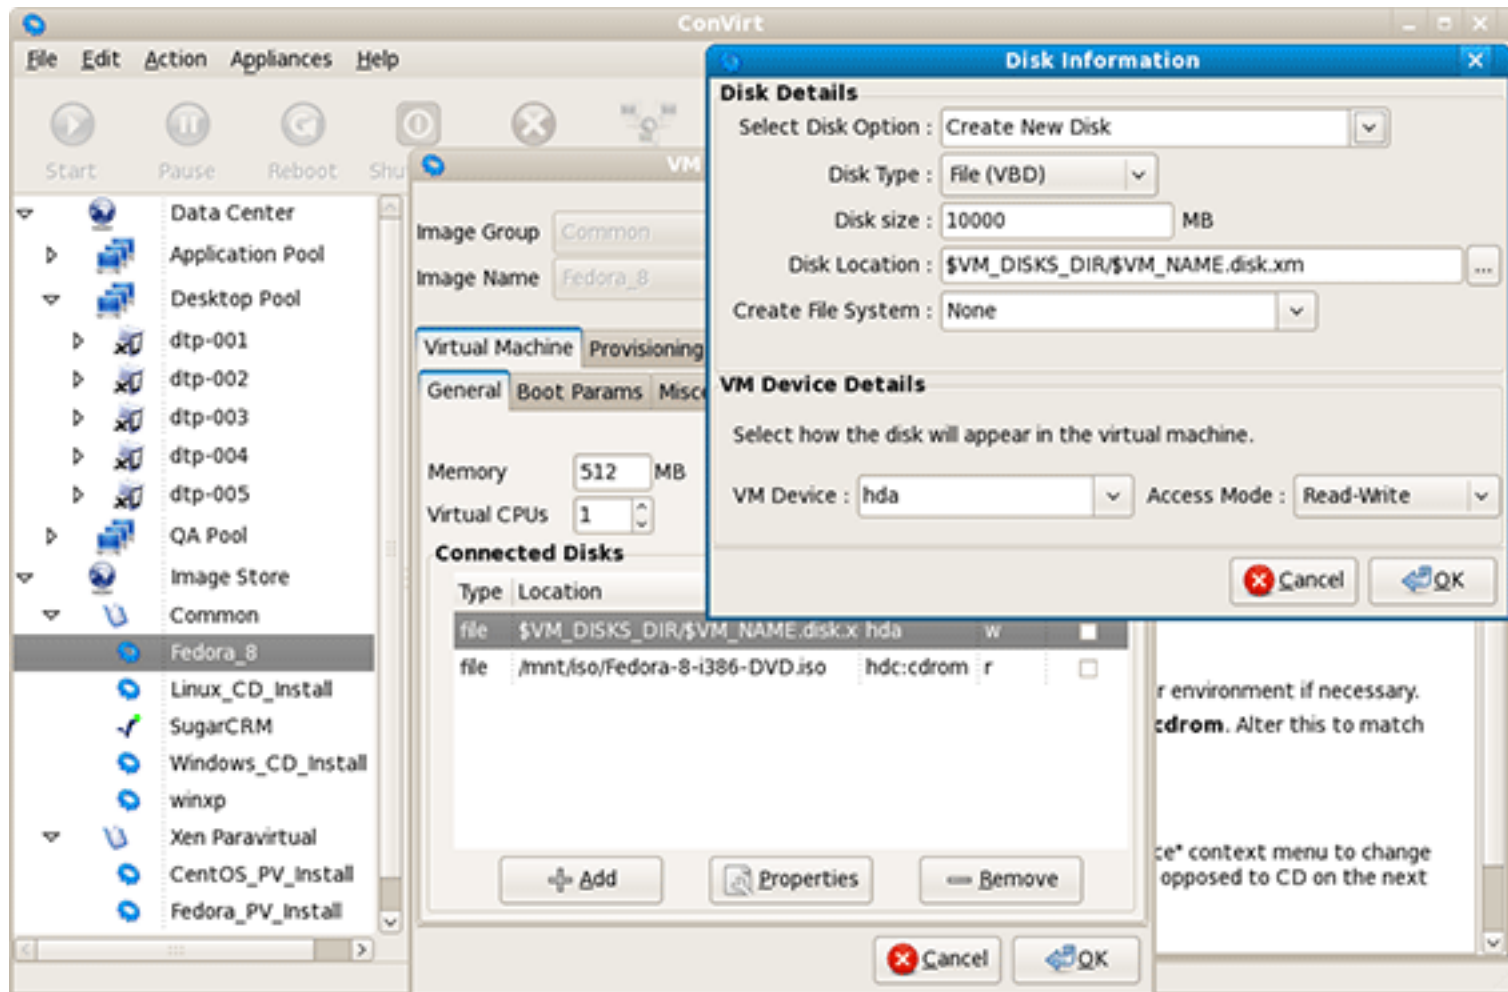 ConVirt
File Edit Action Appliances Help
Start Pause Reboot Shu
Data Center
Application Pool
Desktop Pool
dtp-001
dtp-002
dtp-003
dtp-004
dtp-005
QA Pool
Image Store
Common
Fedora_8
Linux_CD_Install
SugarCRM
Windows_CD_Install
winxp
Xen Paravirtual
CentOS_PV_Install
Fedora_PV_Install
VM
Image Group Common
Image Name Fedora_8
Virtual Machine Provisioning
General Boot Params Misce
Memory 512 MB
Virtual CPUs 1
Connected Disks
Type Location
file $VM_DISKS_DIR/$VM_NAME.disk.x hda w
file /mnt/iso/Fedora-8-i386-DVD.iso hdc:cdrom r
Add Properties Remove
Cancel OK
Disk Information
Disk Details
Select Disk Option : Create New Disk
Disk Type : File (VBD)
Disk size : 10000 MB
Disk Location : $VM_DISKS_DIR/$VM_NAME.disk.xm ...
Create File System : None
VM Device Details
Select how the disk will appear in the virtual machine.
VM Device : hda Access Mode : Read-Write
Cancel OK
r environment if necessary.
cdrom. Alter this to match
ce" context menu to change
opposed to CD on the next